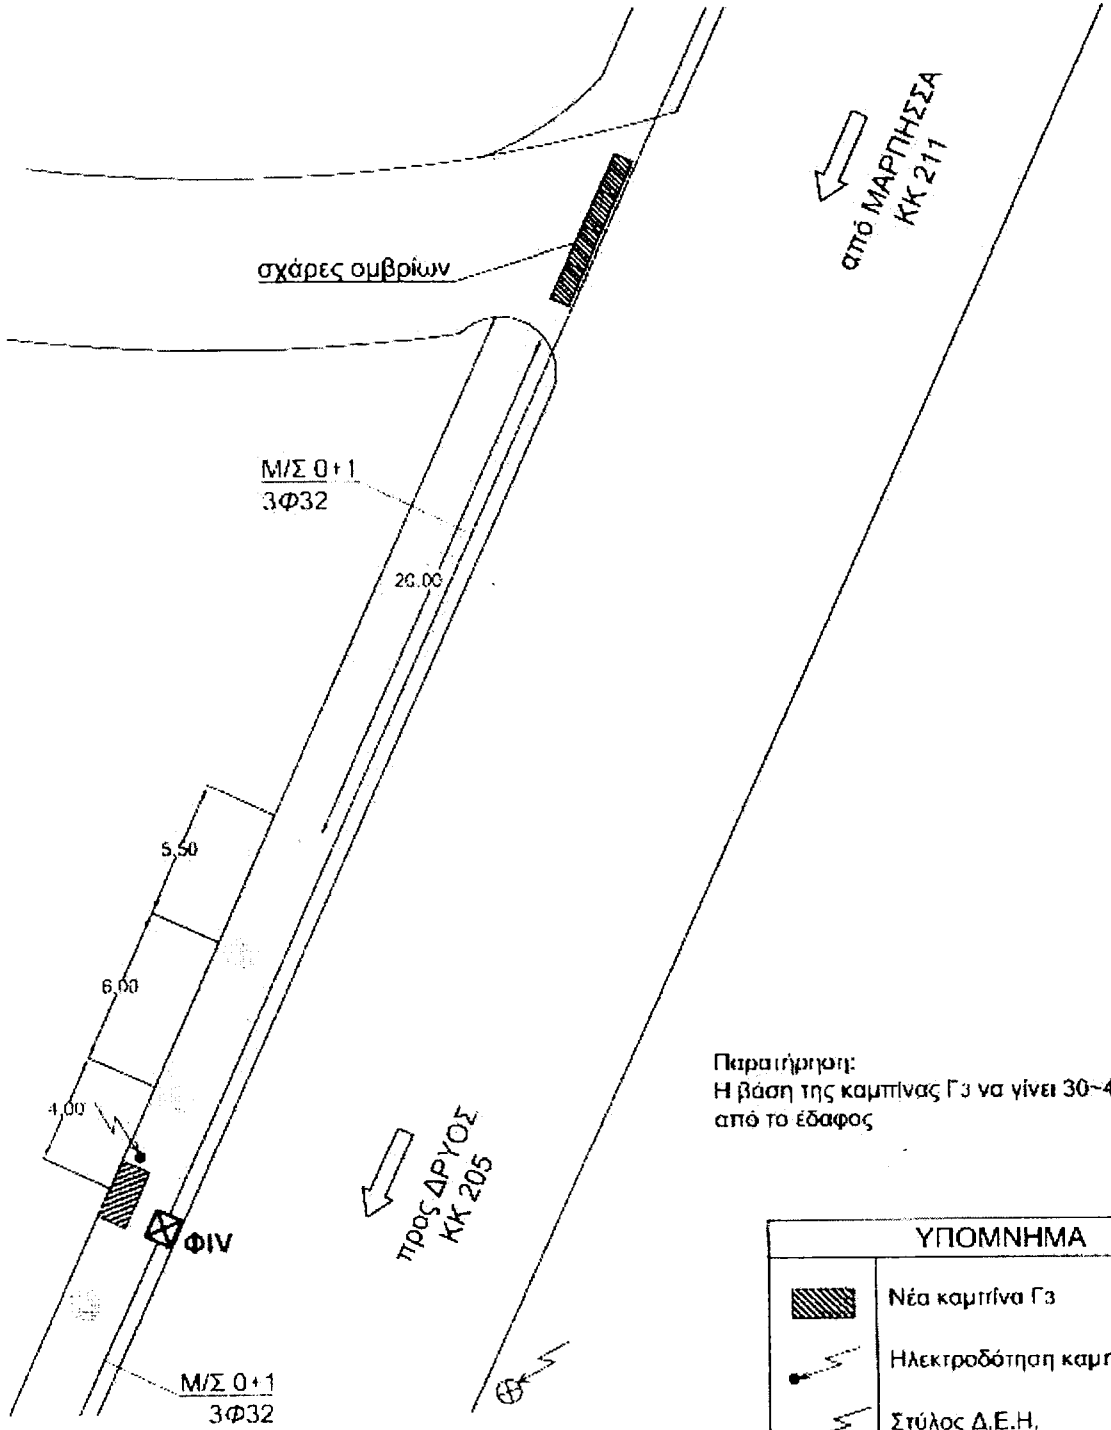 από ΜΑΡΠΗΣΣΑ
ΚΚ 211
σχάρες ομβρίων
Μ/Σ 0+1
3Φ32
20.00
5,50
6,00
4,00
Παρατήρηση:
Η βάση της καμπίνας Γ3 να γίνει 30~4
από το έδαφος
προς ΔΡΥΟΣ
ΚΚ 205
ΦIV
ΥΠΟΜΝΗΜΑ
Νέα καμπίνα Γ3
Ηλεκτροδότηση καμπ
Στύλος Δ.Ε.Η.
Μ/Σ 0+1
3Φ32